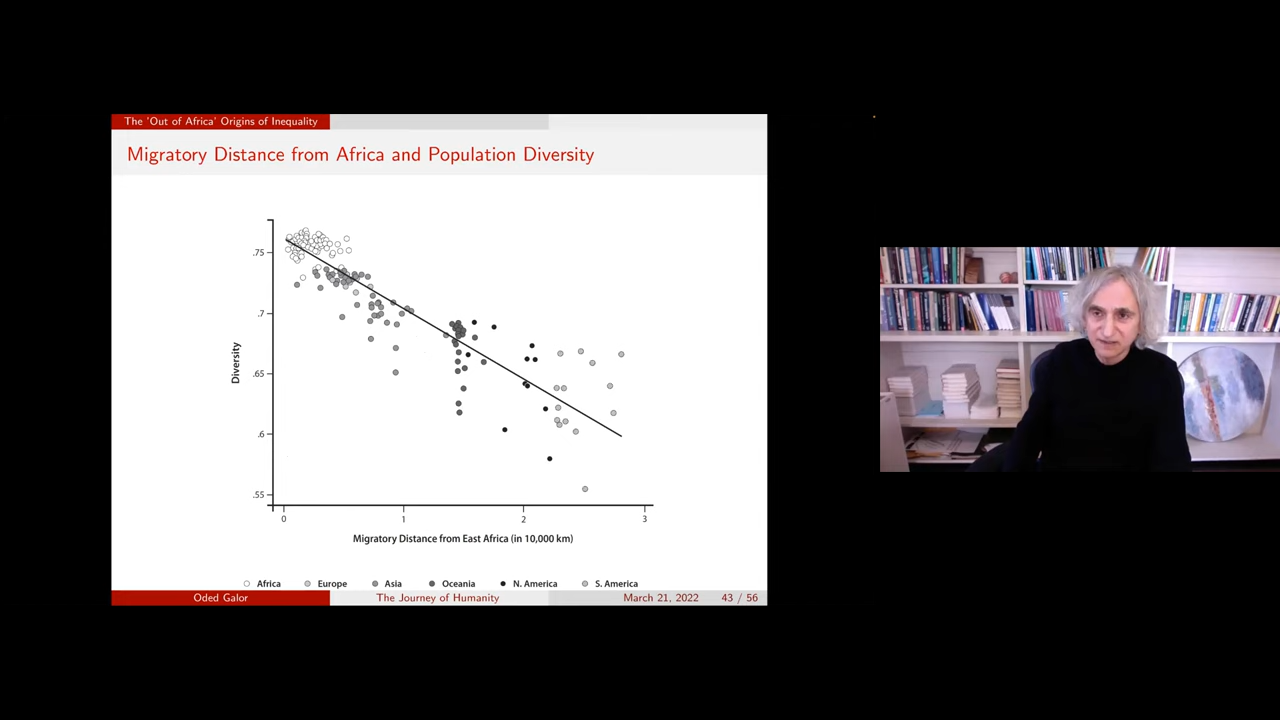 The 'Out of Africa' Origins of Inequality
Migratory Distance from Africa and Population Diversity
.75
.7
.65
.6
.55
Diversity
0 1 2 3
Migratory Distance from East Africa (in 10,000 km)
Africa Europe Asia Oceania N. America S. America
Oded Galor The Journey of Humanity March 21, 2022 43 / 56